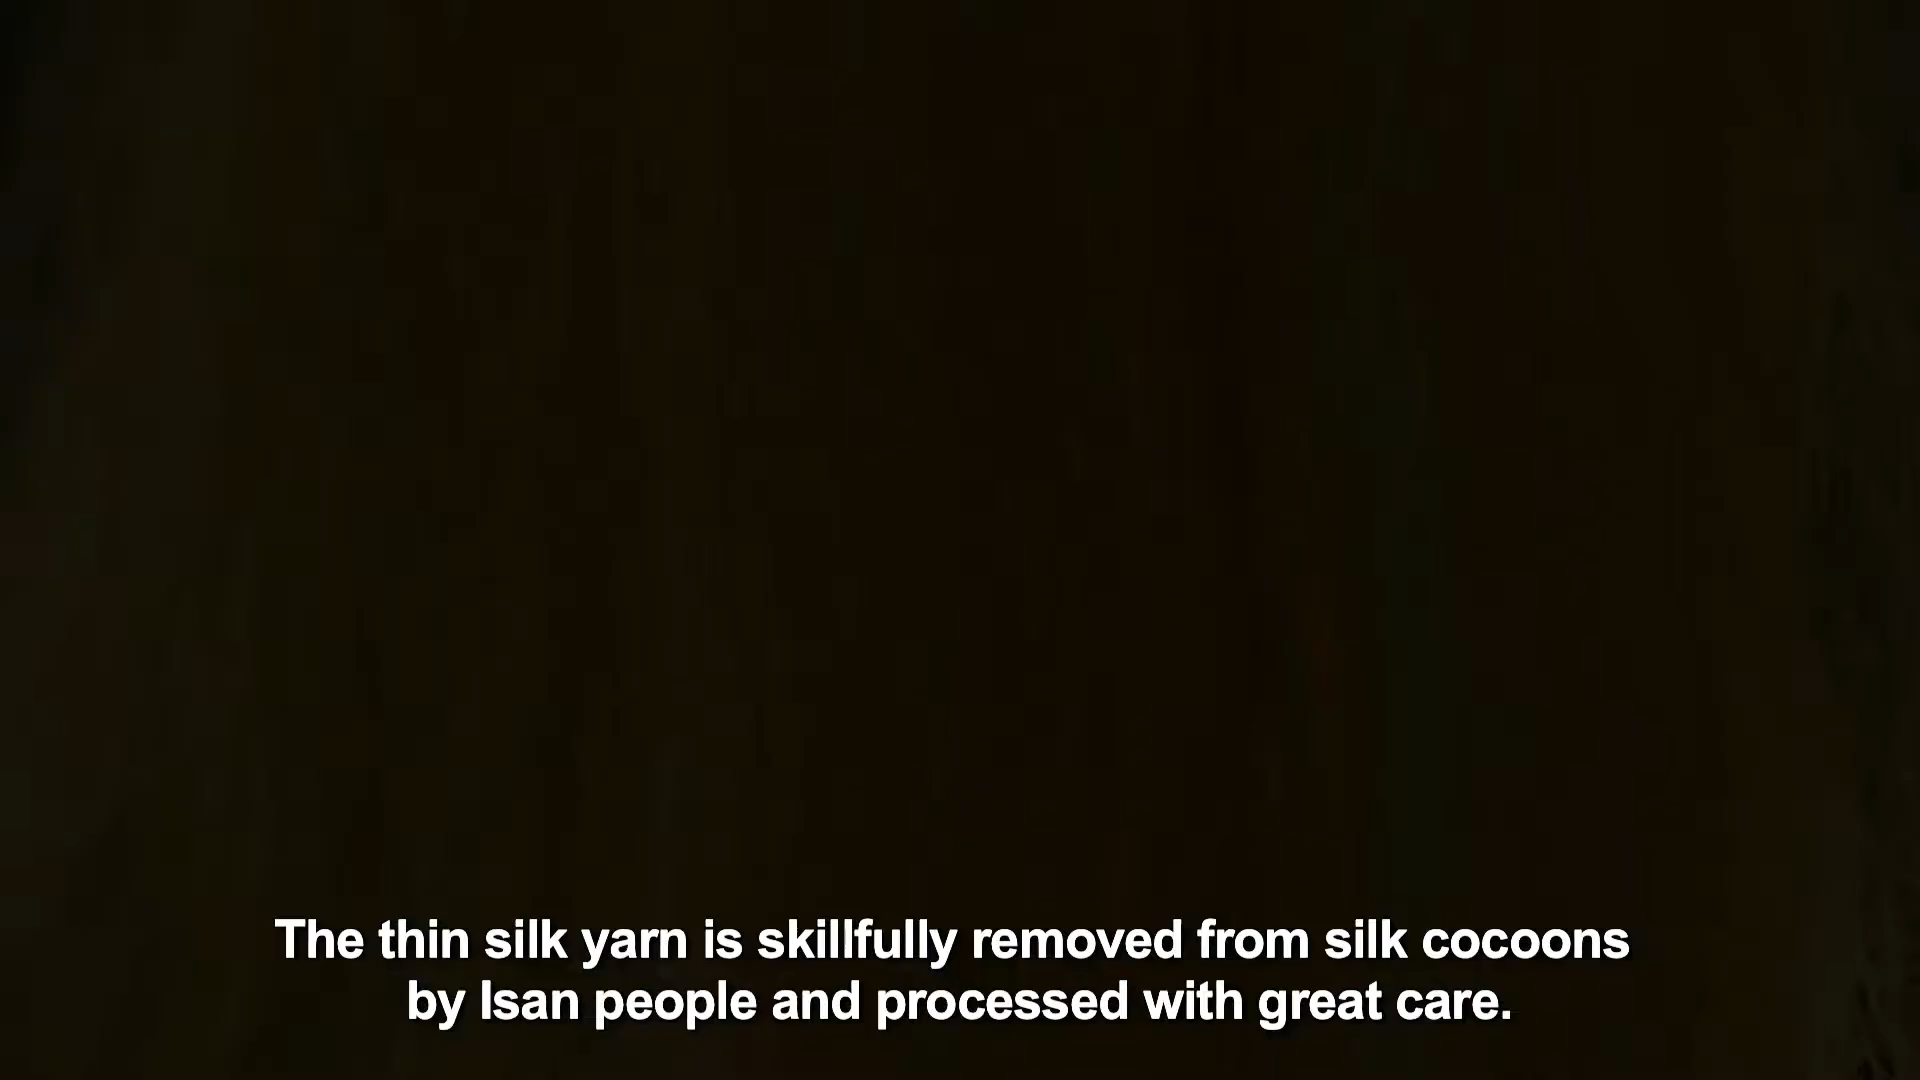 The thin silk yarn is skillfully removed from silk cocoons
by Isan people and processed with great care.